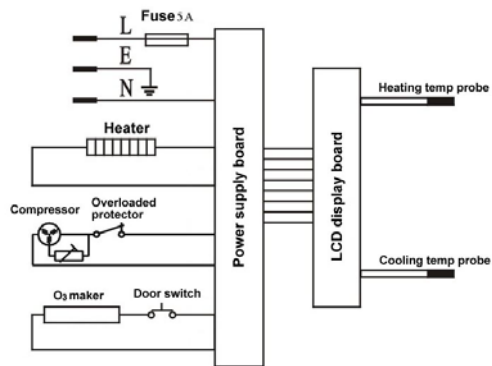 L
Fuse 5A
E
N
Heater
Compressor
Overloaded
protector
O3 maker
Door switch
Power supply board
LCD display board
Heating temp probe
Cooling temp probe